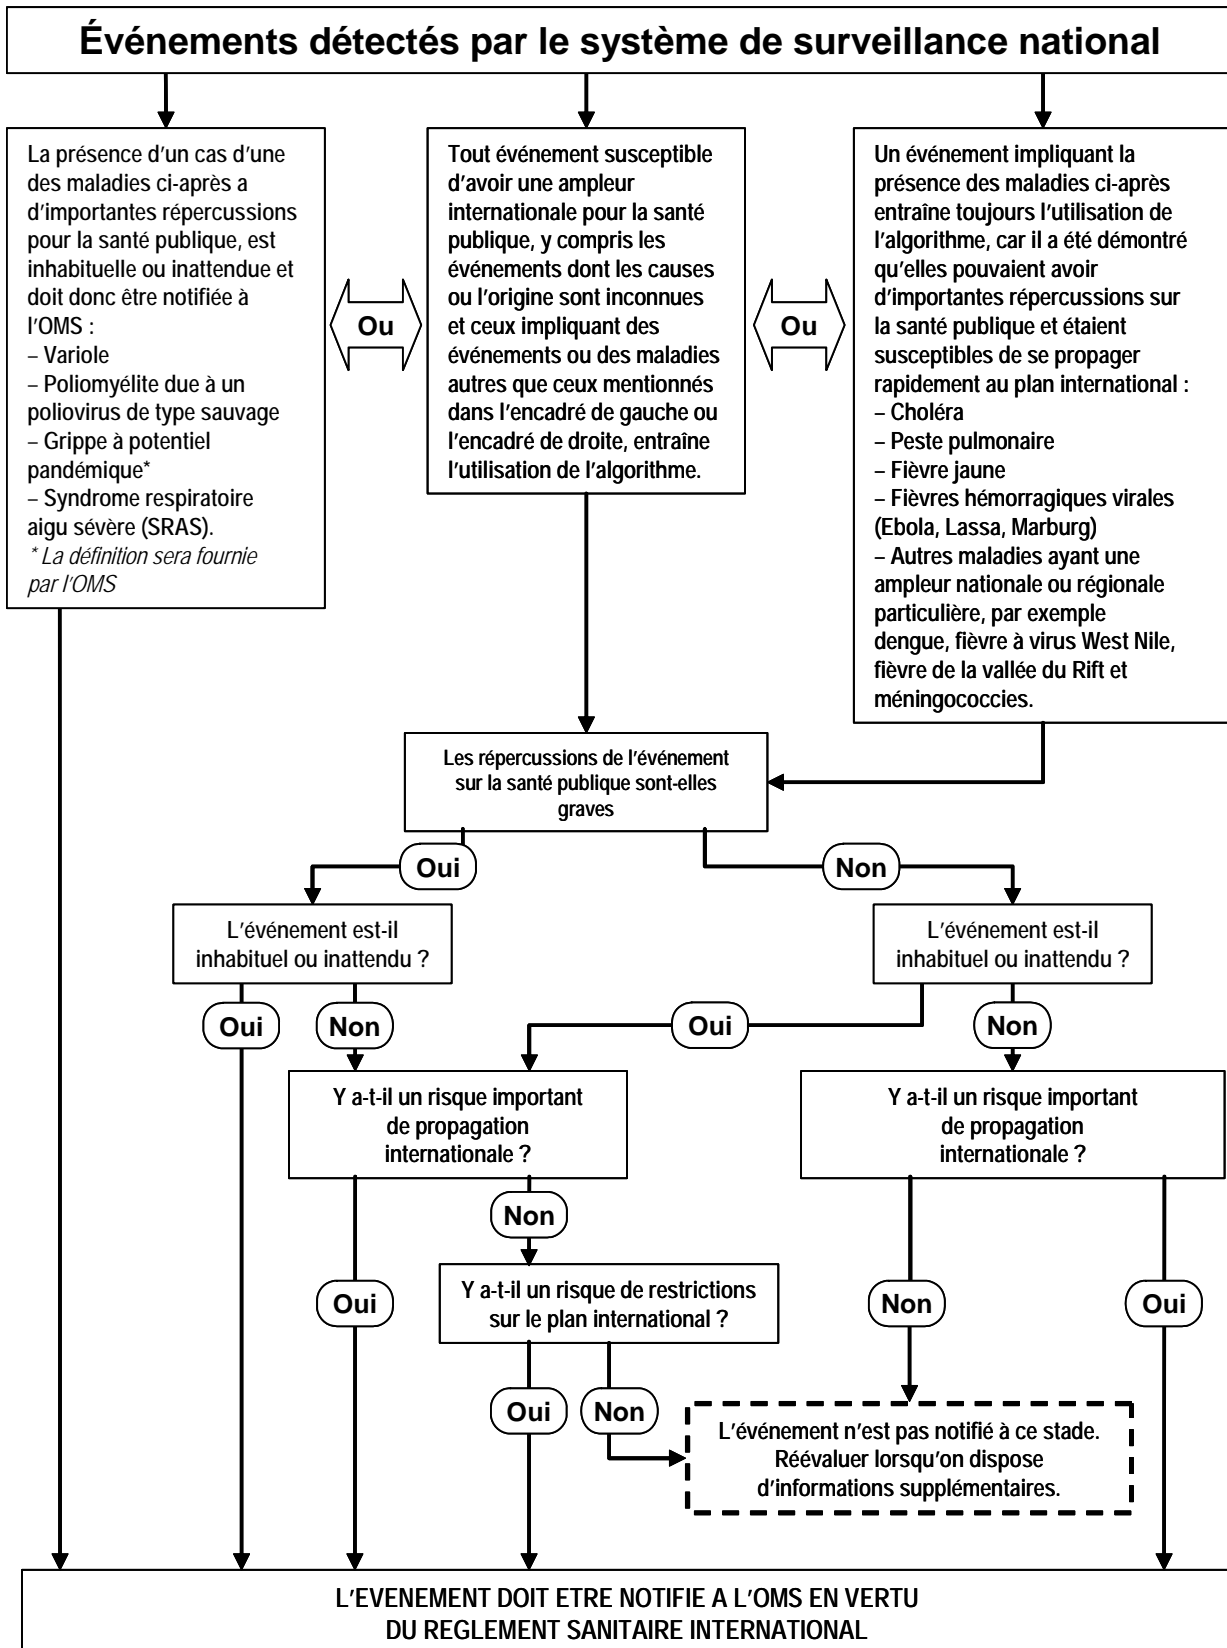 Événements détectés par le système de surveillance national
La présence d'un cas d'une
des maladies ci-après a
d'importantes répercussions
pour la santé publique, est
inhabituelle ou inattendue et
doit donc être notifiée à
l'OMS :
– Variole
– Poliomyélite due à un
poliovirus de type sauvage
– Grippe à potentiel
pandémique*
– Syndrome respiratoire
aigu sévère (SRAS).
* La définition sera fournie
par l'OMS
Ou
Tout événement susceptible
d'avoir une ampleur
internationale pour la santé
publique, y compris les
événements dont les causes
ou l'origine sont inconnues
et ceux impliquant des
événements ou des maladies
autres que ceux mentionnés
dans l'encadré de gauche ou
l'encadré de droite, entraîne
l'utilisation de l'algorithme.
Ou
Un événement impliquant la
présence des maladies ci-après
entraîne toujours l'utilisation de
l'algorithme, car il a été démontré
qu'elles pouvaient avoir
d'importantes répercussions sur
la santé publique et étaient
susceptibles de se propager
rapidement au plan international :
– Choléra
– Peste pulmonaire
– Fièvre jaune
– Fièvres hémorragiques virales
(Ebola, Lassa, Marburg)
– Autres maladies ayant une
ampleur nationale ou régionale
particulière, par exemple
dengue, fièvre à virus West Nile,
fièvre de la vallée du Rift et
méningococcies.
Les répercussions de l'événement
sur la santé publique sont-elles
graves
Oui
Non
L'événement est-il
inhabituel ou inattendu ?
L'événement est-il
inhabituel ou inattendu ?
Oui
Non
Oui
Non
Y a-t-il un risque important
de propagation
internationale ?
Y a-t-il un risque important
de propagation
internationale ?
Non
Oui
Y a-t-il un risque de restrictions
sur le plan international ?
Non
Oui
Oui
Non
L'événement n'est pas notifié à ce stade.
Réévaluer lorsqu'on dispose
d'informations supplémentaires.
L'EVENEMENT DOIT ETRE NOTIFIE A L'OMS EN VERTU
DU REGLEMENT SANITAIRE INTERNATIONAL